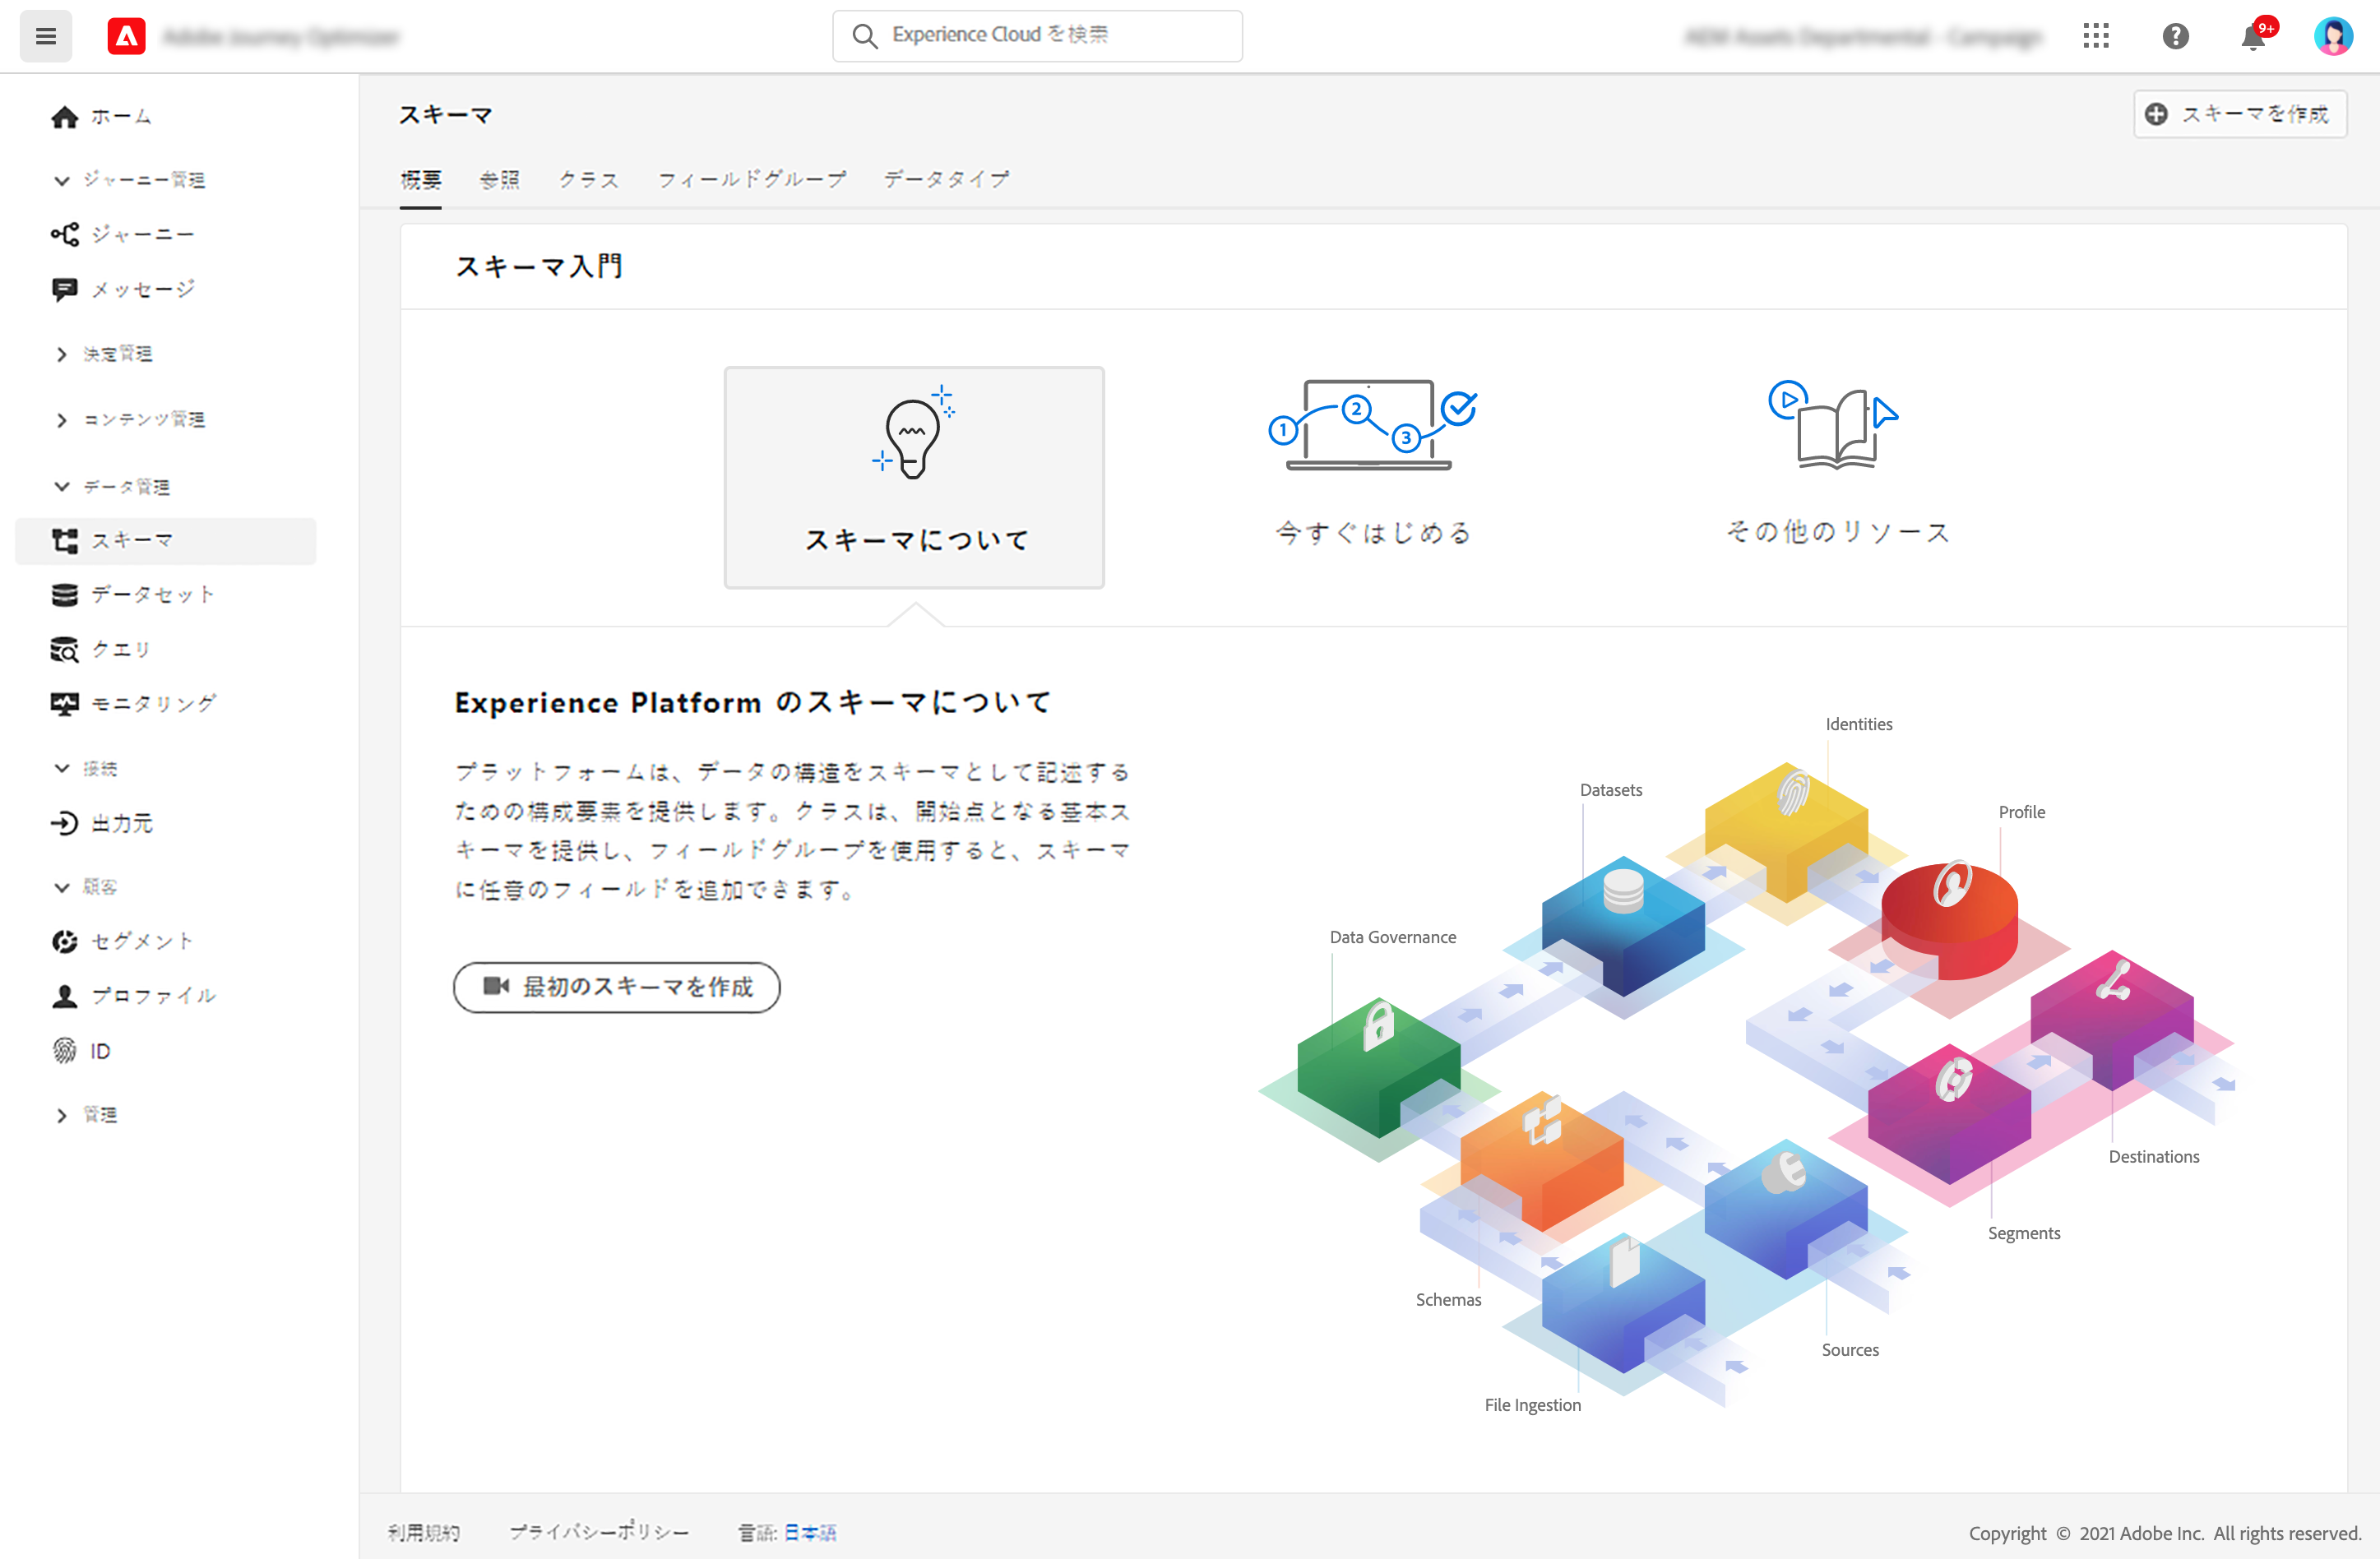 Experience Cloud を検索
9+
ホーム
ジャーニー管理
ジャーニー
メッセージ
決定管理
コンテンツ管理
データ管理
スキーマ
データセット
クエリ
モニタリング
接続
出力元
顧客
セグメント
プロファイル
ID
管理
スキーマ
スキーマを作成
概要 参照 クラス フィールドグループ データタイプ
スキーマ入門
1 2 3
スキーマについて
今すぐはじめる
その他のリソース
Experience Platform のスキーマについて
プラットフォームは、データの構造をスキーマとして記述する
ための構成要素を提供します。クラスは、開始点となる基本ス
キーマを提供し、フィールドグループを使用すると、スキーマ
に任意のフィールドを追加できます。
最初のスキーマを作成
Identities
Datasets
Profile
Data Governance
Destinations
Segments
Schemas
Sources
File Ingestion
利用規約 プライバシーポリシー 言語: 日本語
Copyright © 2021 Adobe Inc. All rights reserved.